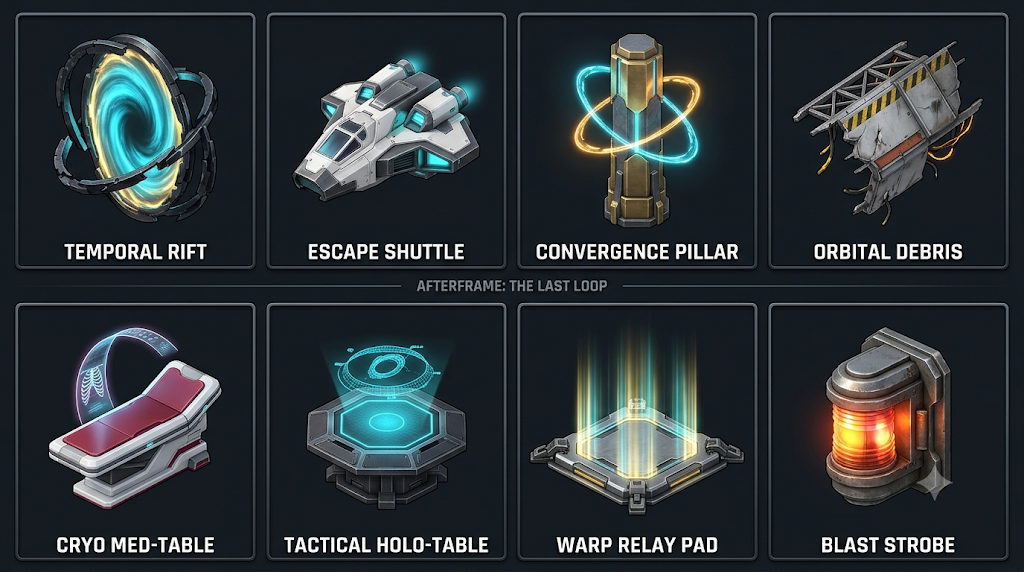 TEMPORAL RIFT
ESCAPE SHUTTLE
CONVERGENCE PILLAR
ORBITAL DEBRIS
AFTERFRAME: THE LAST LOOP
CRYO MED-TABLE
TACTICAL HOLO-TABLE
WARP RELAY PAD
BLAST STROBE